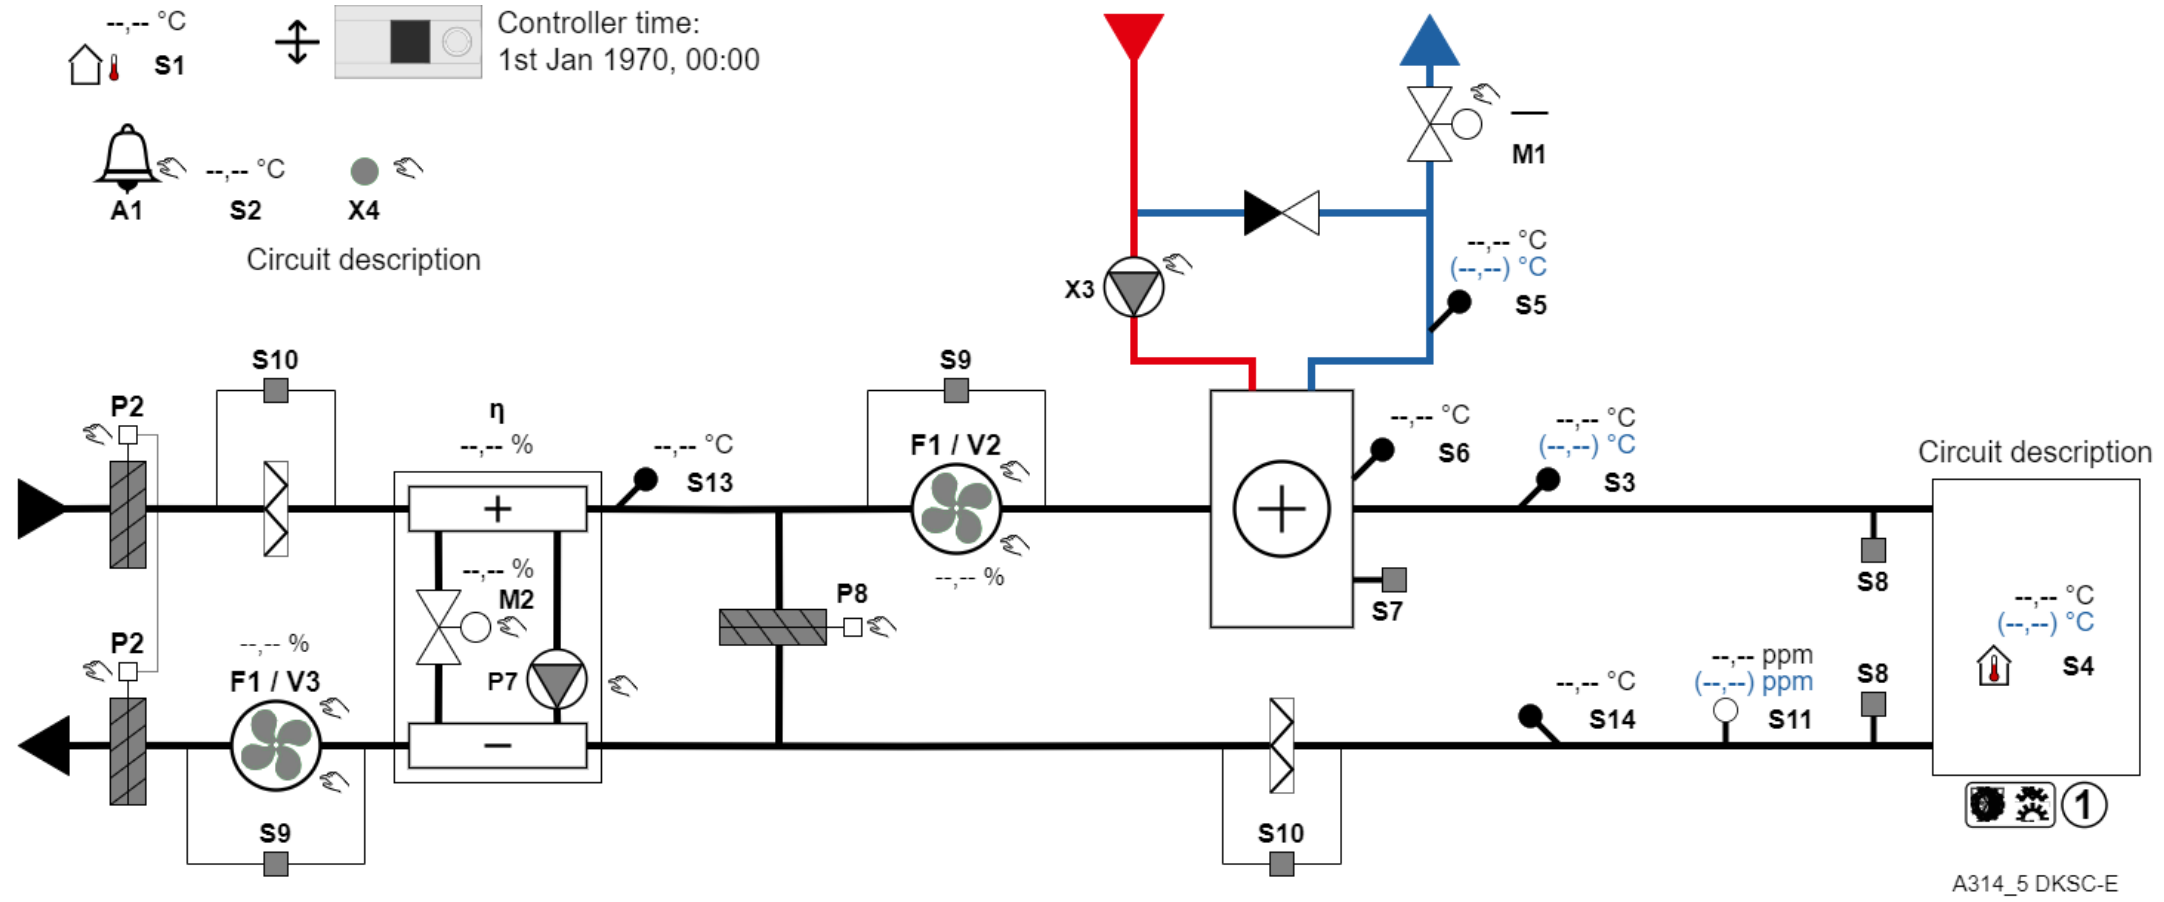 --,-- °C
S1
Controller time:
1st Jan 1970, 00:00
A1
--,-- °C
S2
X4
Circuit description
M1
--,-- °C
(--,--) °C
S5
X3
S10
P2
η
--,-- %
--,-- °C
S13
S9
F1 / V2
--,-- %
+
+
--,-- °C
S6
--,-- °C
(--,--) °C
S3
Circuit description
--,-- %
M2
P8
S7
S8
--,-- °C
(--,--) °C
S4
P2
--,-- %
F1 / V3
P7
−
--,-- °C
S14
--,-- ppm
(--,--) ppm
S11
S8
S9
S10
1
A314_5 DKSC-E